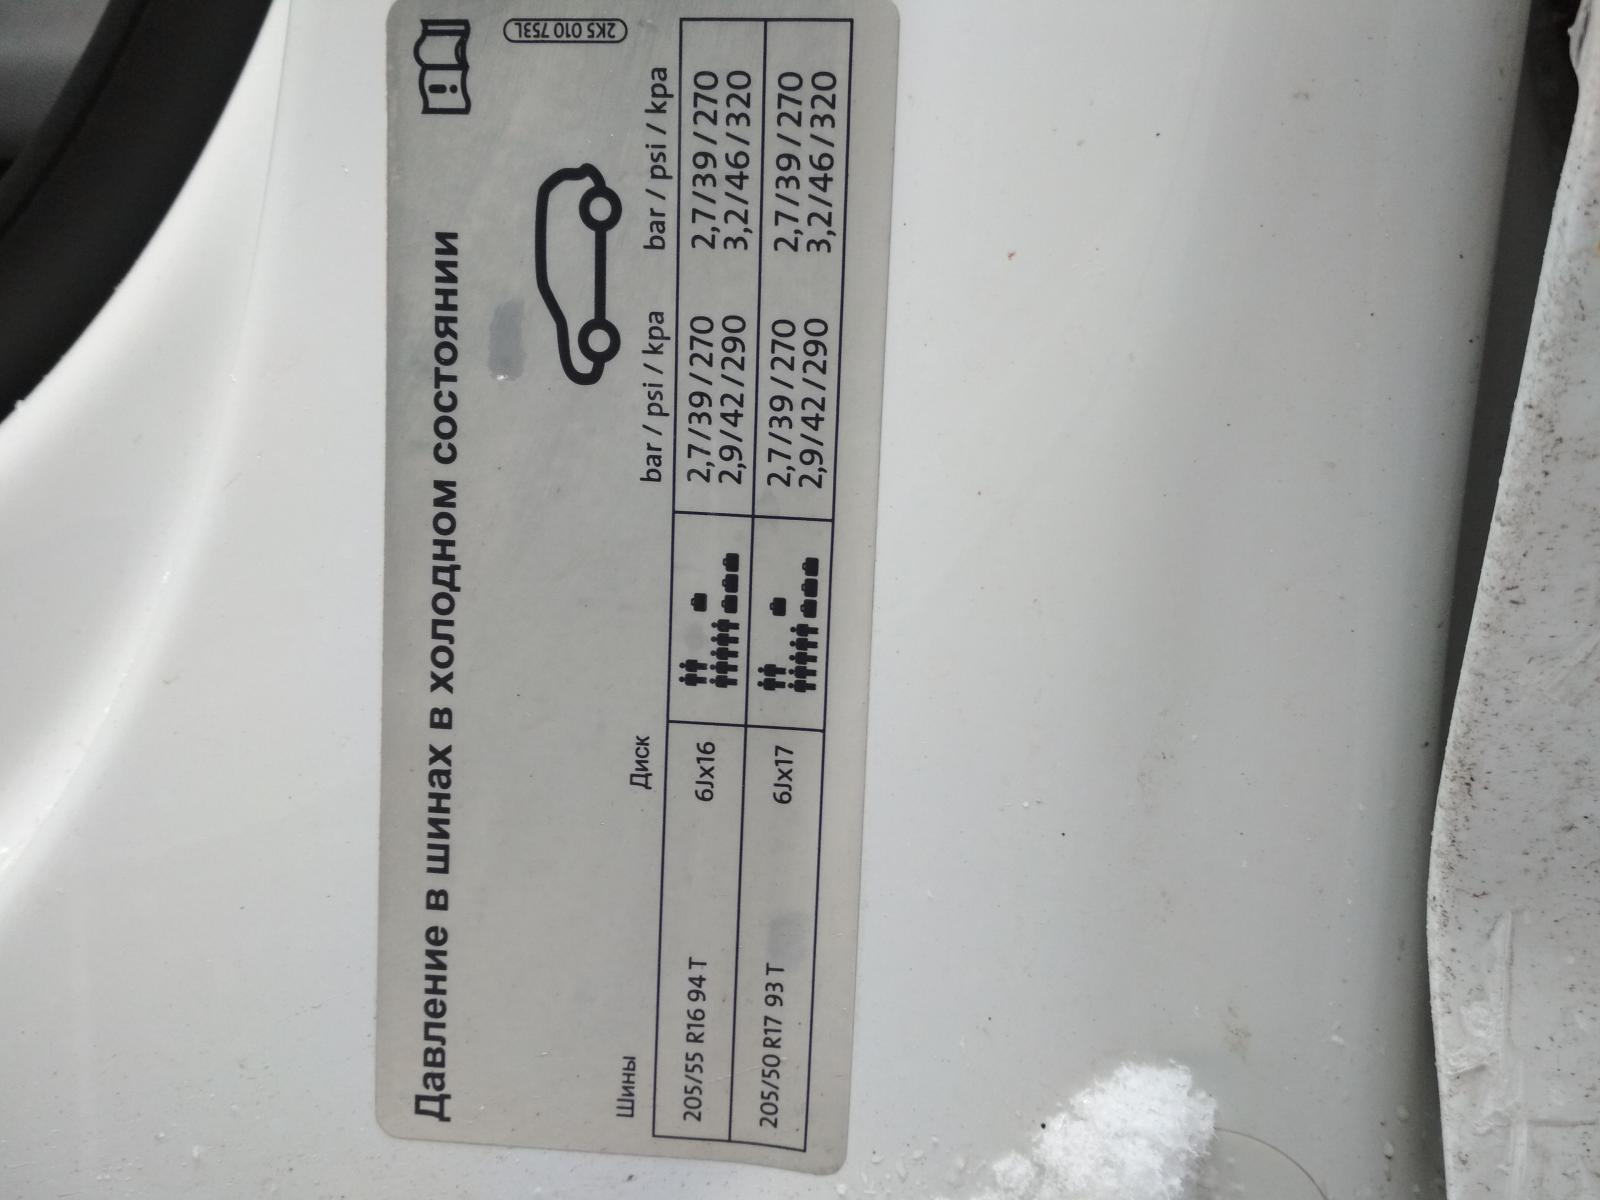 Давление в шинах в холодном состоянии
2K5 010 753L
Шины Диск bar / psi / kpa bar / psi / kpa
205/55 R16 94 T 6Jx16 2,7/39/270 2,7/39/270
2,9/42/290 3,2/46/320
205/50 R17 93 T 6Jx17 2,7/39/270 2,7/39/270
2,9/42/290 3,2/46/320